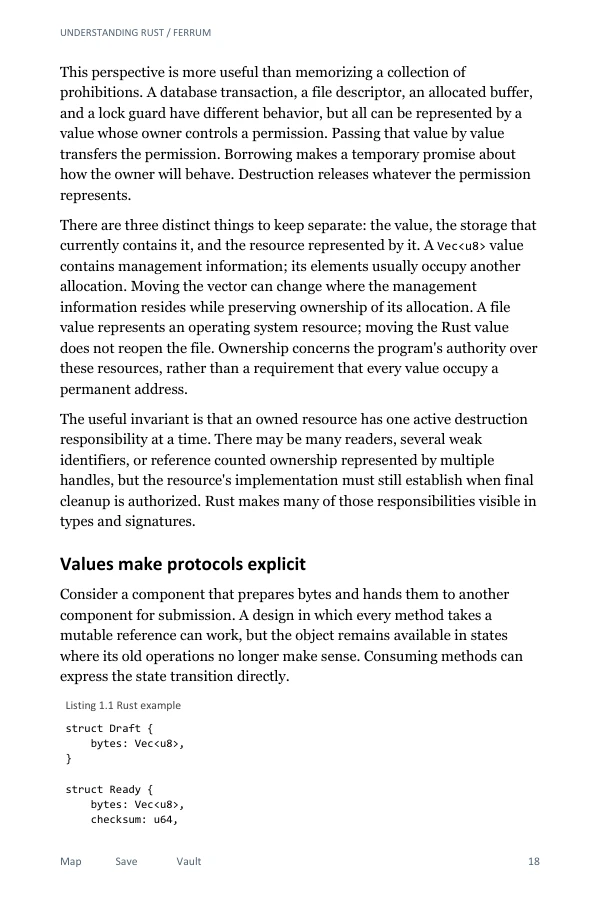 UNDERSTANDING RUST / FERRUM
This perspective is more useful than memorizing a collection of
prohibitions. A database transaction, a file descriptor, an allocated buffer,
and a lock guard have different behavior, but all can be represented by a
value whose owner controls a permission. Passing that value by value
transfers the permission. Borrowing makes a temporary promise about
how the owner will behave. Destruction releases whatever the permission
represents.
There are three distinct things to keep separate: the value, the storage that
currently contains it, and the resource represented by it. A Vec<u8> value
contains management information; its elements usually occupy another
allocation. Moving the vector can change where the management
information resides while preserving ownership of its allocation. A file
value represents an operating system resource; moving the Rust value
does not reopen the file. Ownership concerns the program's authority over
these resources, rather than a requirement that every value occupy a
permanent address.
The useful invariant is that an owned resource has one active destruction
responsibility at a time. There may be many readers, several weak
identifiers, or reference counted ownership represented by multiple
handles, but the resource's implementation must still establish when final
cleanup is authorized. Rust makes many of those responsibilities visible in
types and signatures.
Values make protocols explicit
Consider a component that prepares bytes and hands them to another
component for submission. A design in which every method takes a
mutable reference can work, but the object remains available in states
where its old operations no longer make sense. Consuming methods can
express the state transition directly.
Listing 1.1 Rust example
struct Draft {
    bytes: Vec<u8>,
}
struct Ready {
    bytes: Vec<u8>,
    checksum: u64,
Map Save Vault 18